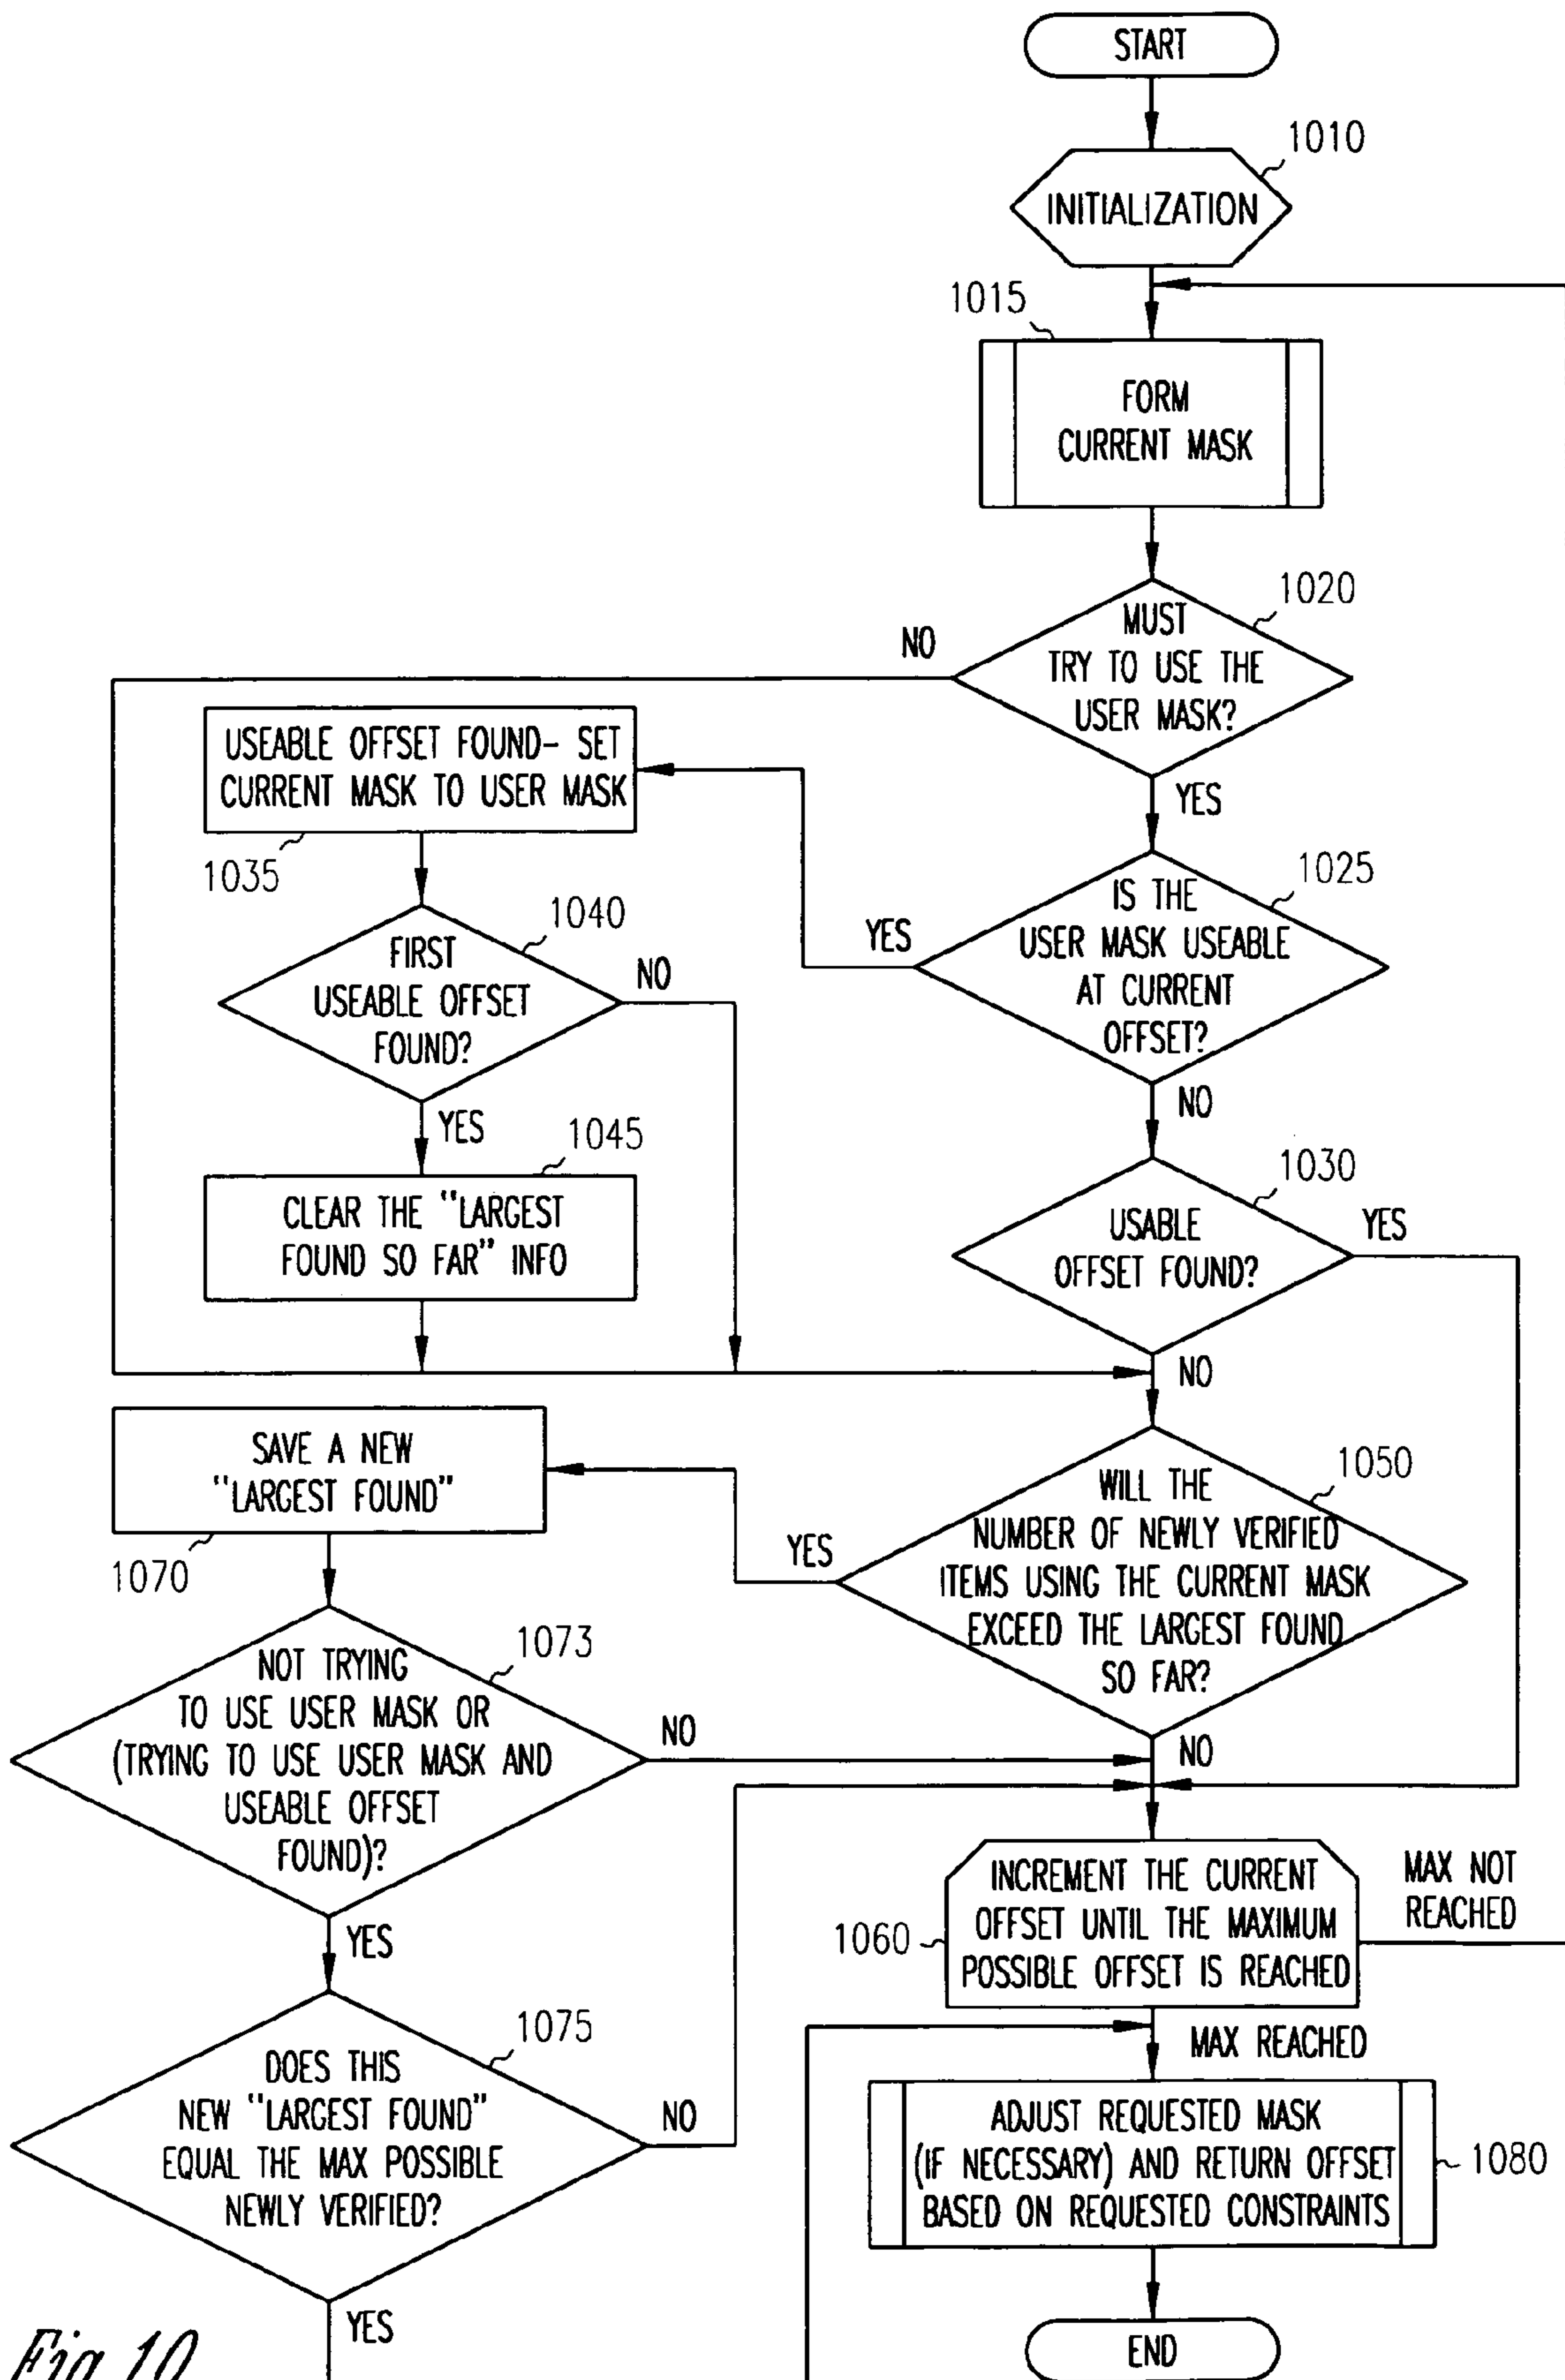 START
1010
INITIALIZATION
1015
FORM
CURRENT MASK
1020
MUST
TRY TO USE THE
USER MASK?
NO
YES
USEABLE OFFSET FOUND- SET
CURRENT MASK TO USER MASK
1035
1025
IS THE
USER MASK USEABLE
AT CURRENT
OFFSET?
YES
NO
1040
FIRST
USEABLE OFFSET
FOUND?
NO
YES
1045
CLEAR THE "LARGEST
FOUND SO FAR" INFO
1030
USABLE
OFFSET FOUND?
YES
NO
SAVE A NEW
"LARGEST FOUND"
1070
1050
WILL THE
NUMBER OF NEWLY VERIFIED
ITEMS USING THE CURRENT MASK
EXCEED THE LARGEST FOUND
SO FAR?
YES
NO
1073
NOT TRYING
TO USE USER MASK OR
(TRYING TO USE USER MASK AND
USEABLE OFFSET
FOUND)?
NO
YES
INCREMENT THE CURRENT
OFFSET UNTIL THE MAXIMUM
POSSIBLE OFFSET IS REACHED
1060
MAX NOT
REACHED
MAX REACHED
1075
DOES THIS
NEW "LARGEST FOUND"
EQUAL THE MAX POSSIBLE
NEWLY VERIFIED?
NO
YES
ADJUST REQUESTED MASK
(IF NECESSARY) AND RETURN OFFSET
BASED ON REQUESTED CONSTRAINTS
1080
END
Fig.10